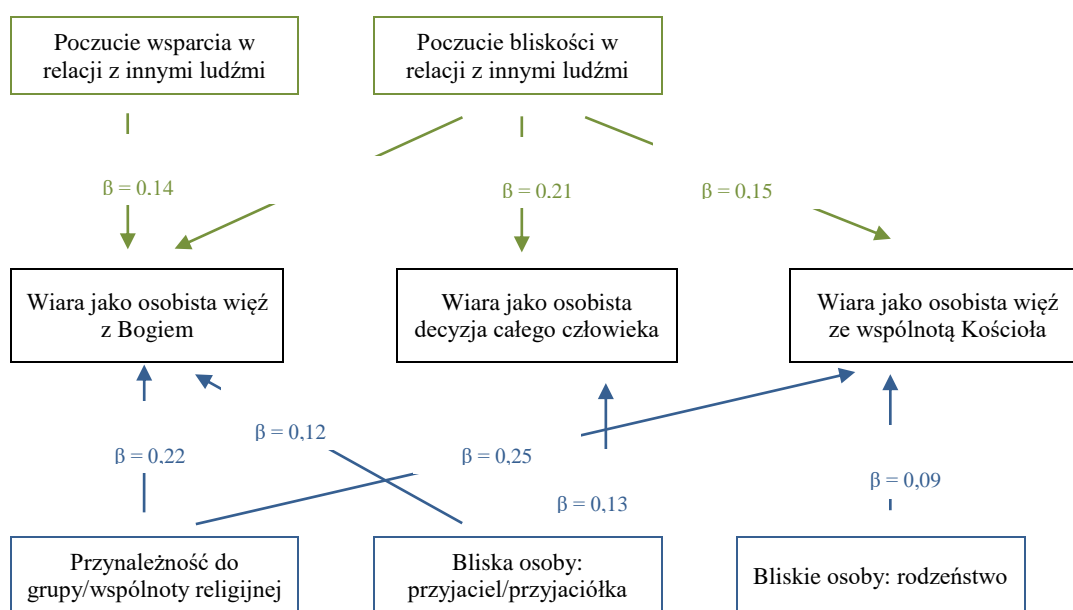 Poczucie wsparcia w
relacji z innymi ludźmi
Poczucie bliskości w
relacji z innymi ludźmi
β = 0,14
β = 0,21
β = 0,15
Wiara jako osobista więź
z Bogiem
Wiara jako osobista
decyzja całego człowieka
Wiara jako osobista więź
ze wspólnotą Kościoła
β = 0,12
β = 0,22
β = 0,25
β = 0,09
β = 0,13
Przynależność do
grupy/wspólnoty religijnej
Bliska osoby:
przyjaciel/przyjaciółka
Bliskie osoby: rodzeństwo